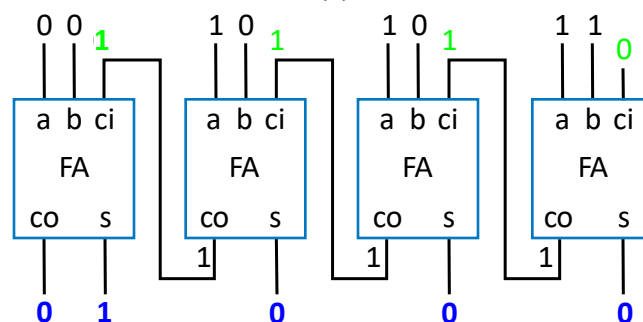 0 0 1 1 0 1 1 0 1 1 1 0
a b ci a b ci a b ci a b ci
FA FA FA FA
co s co s co s co s
1 1 1
0 1 0 0 0